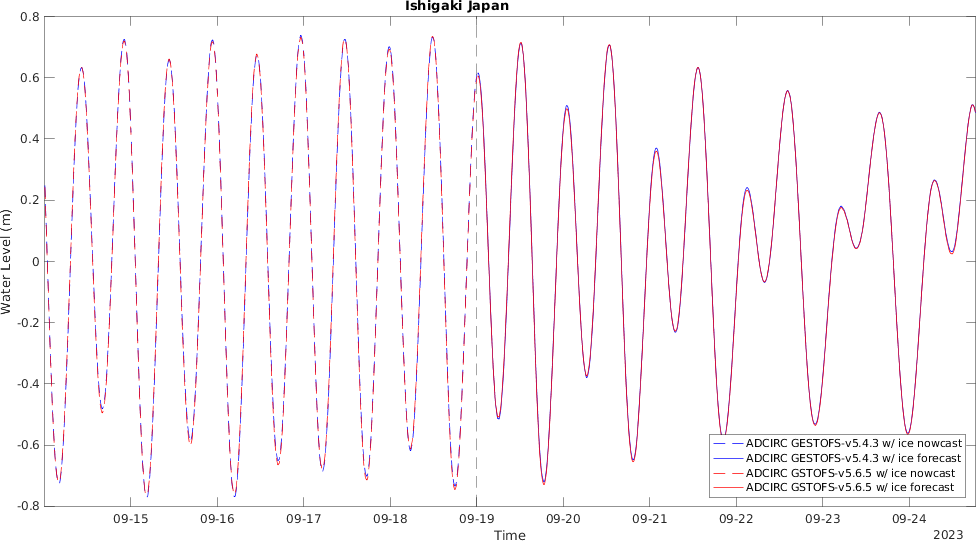 Ishigaki Japan
0.8
0.6
0.4
0.2
0
-0.2
-0.4
-0.6
-0.8
Water Level (m)
ADCIRC GESTOFS-v5.4.3 w/ ice nowcast
ADCIRC GESTOFS-v5.4.3 w/ ice forecast
ADCIRC GSTOFS-v5.6.5 w/ ice nowcast
ADCIRC GSTOFS-v5.6.5 w/ ice forecast
09-15 09-16 09-17 09-18 09-19 09-20 09-21 09-22 09-23 09-24
Time
2023